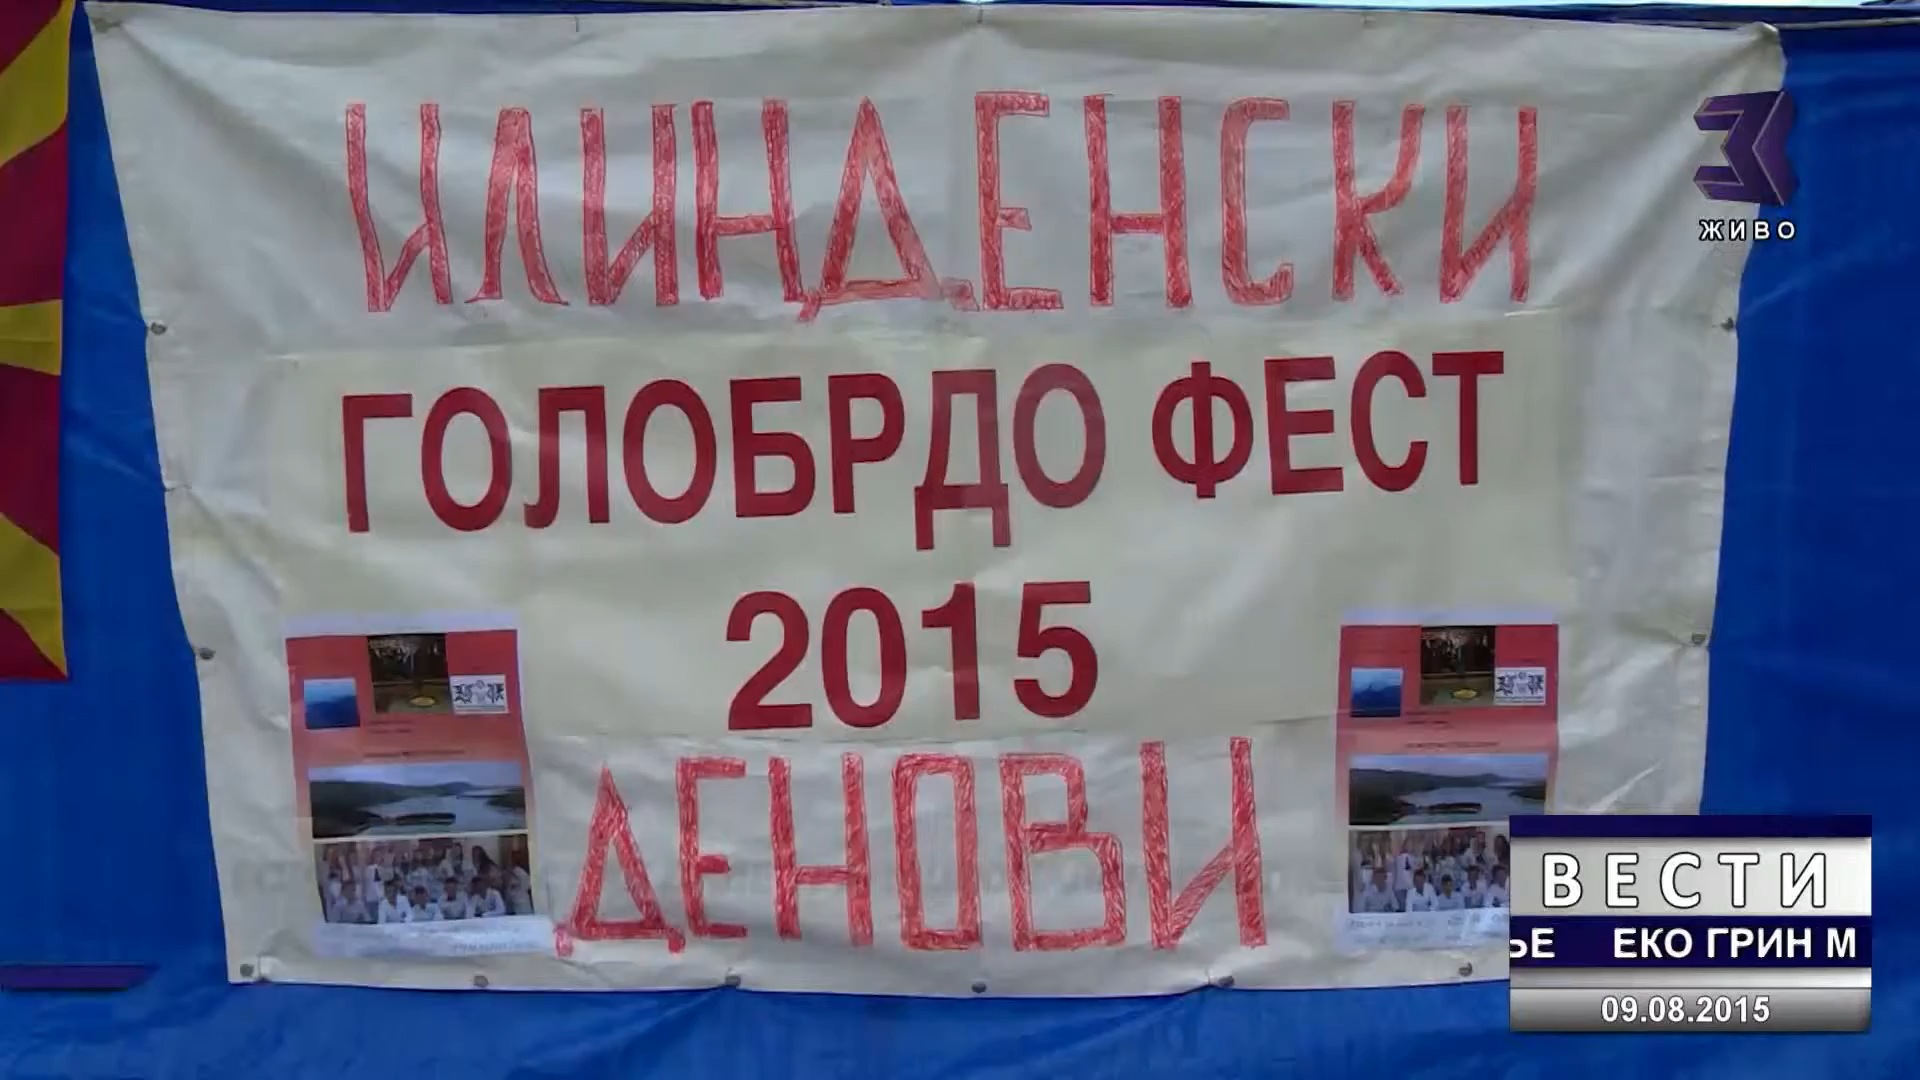 ИЛИНДЕНСКИ
ГОЛОБРДО ФЕСТ
2015
ДЕНОВИ
ЖИВО
ВЕСТИ
ЕКО ГРИН М
09.08.2015